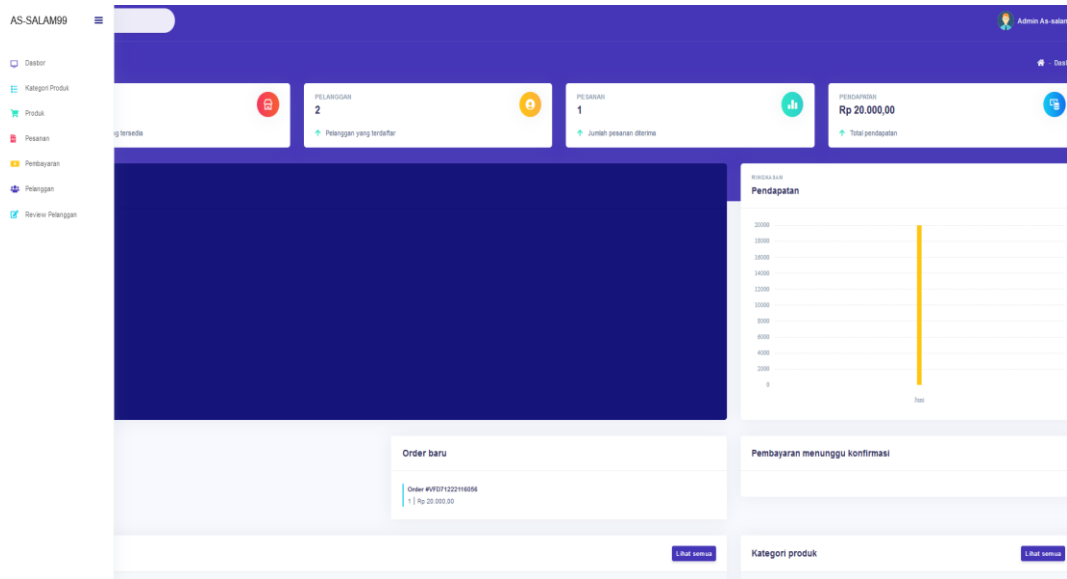 AS-SALAM99
Admin As-salam
Dasbor
Kategori Produk
Produk
Pesanan
Pembayaran
Pelanggan
Review Pelanggan
tersedia
PELANGGAN
2
Pelanggan yang terdaftar
PESANAN
1
Jumlah pesanan diterima
PENDAPATAN
Rp 20.000,00
Total pendapatan
RINGKASAN
Pendapatan
20000
18000
16000
14000
12000
10000
8000
6000
4000
2000
0
Juni
Order baru
Order #VFD71222116056
1 | Rp 20.000,00
Pembayaran menunggu konfirmasi
Lihat semua
Kategori produk
Lihat semua